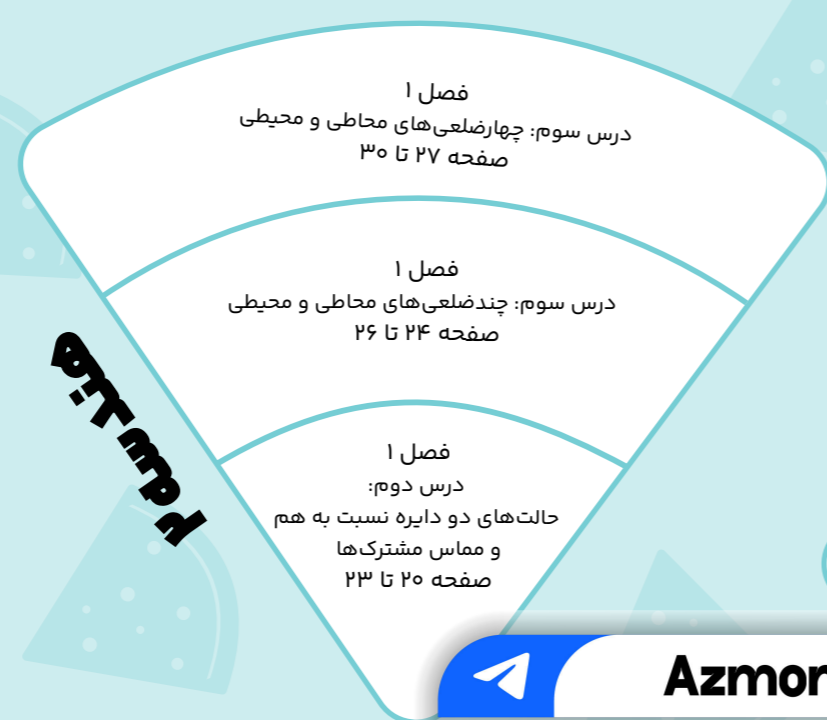 فصل ۱
درس سوم: چهارضلعی‌های محاطی و محیطی
صفحه ۲۷ تا ۳۰
فصل ۱
درس سوم: چندضلعی‌های محاطی و محیطی
صفحه ۲۴ تا ۲۶
فصل ۱
درس دوم:
حالت‌های دو دایره نسبت به هم
و مماس مشترک‌ها
صفحه ۲۰ تا ۲۳
Azmor